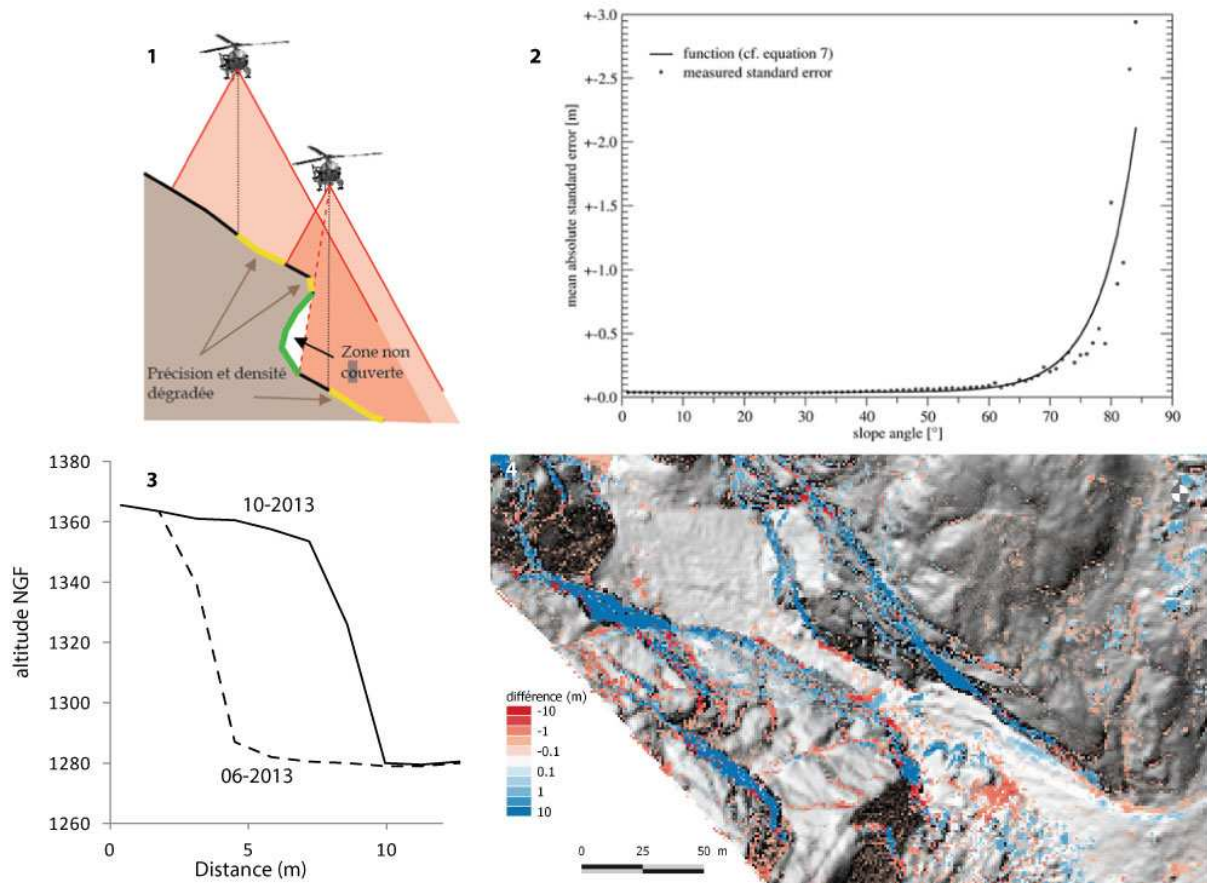 1
Précision et densité
dégradée
Zone non
couverte
2
function (cf. equation 7)
measured standard error
mean absolute standard error [m]
+-3.0
+-2.5
+-2.0
+-1.5
+-1.0
+-0.5
+-0.0
0 10 20 30 40 50 60 70 80 90
slope angle [°]
3
altitude NGF
1380
1360
1340
1320
1300
1280
1260
10-2013
06-2013
0 5 10
Distance (m)
4
différence (m)
-10
-1
-0.1
0.1
1
10
0 25 50 m